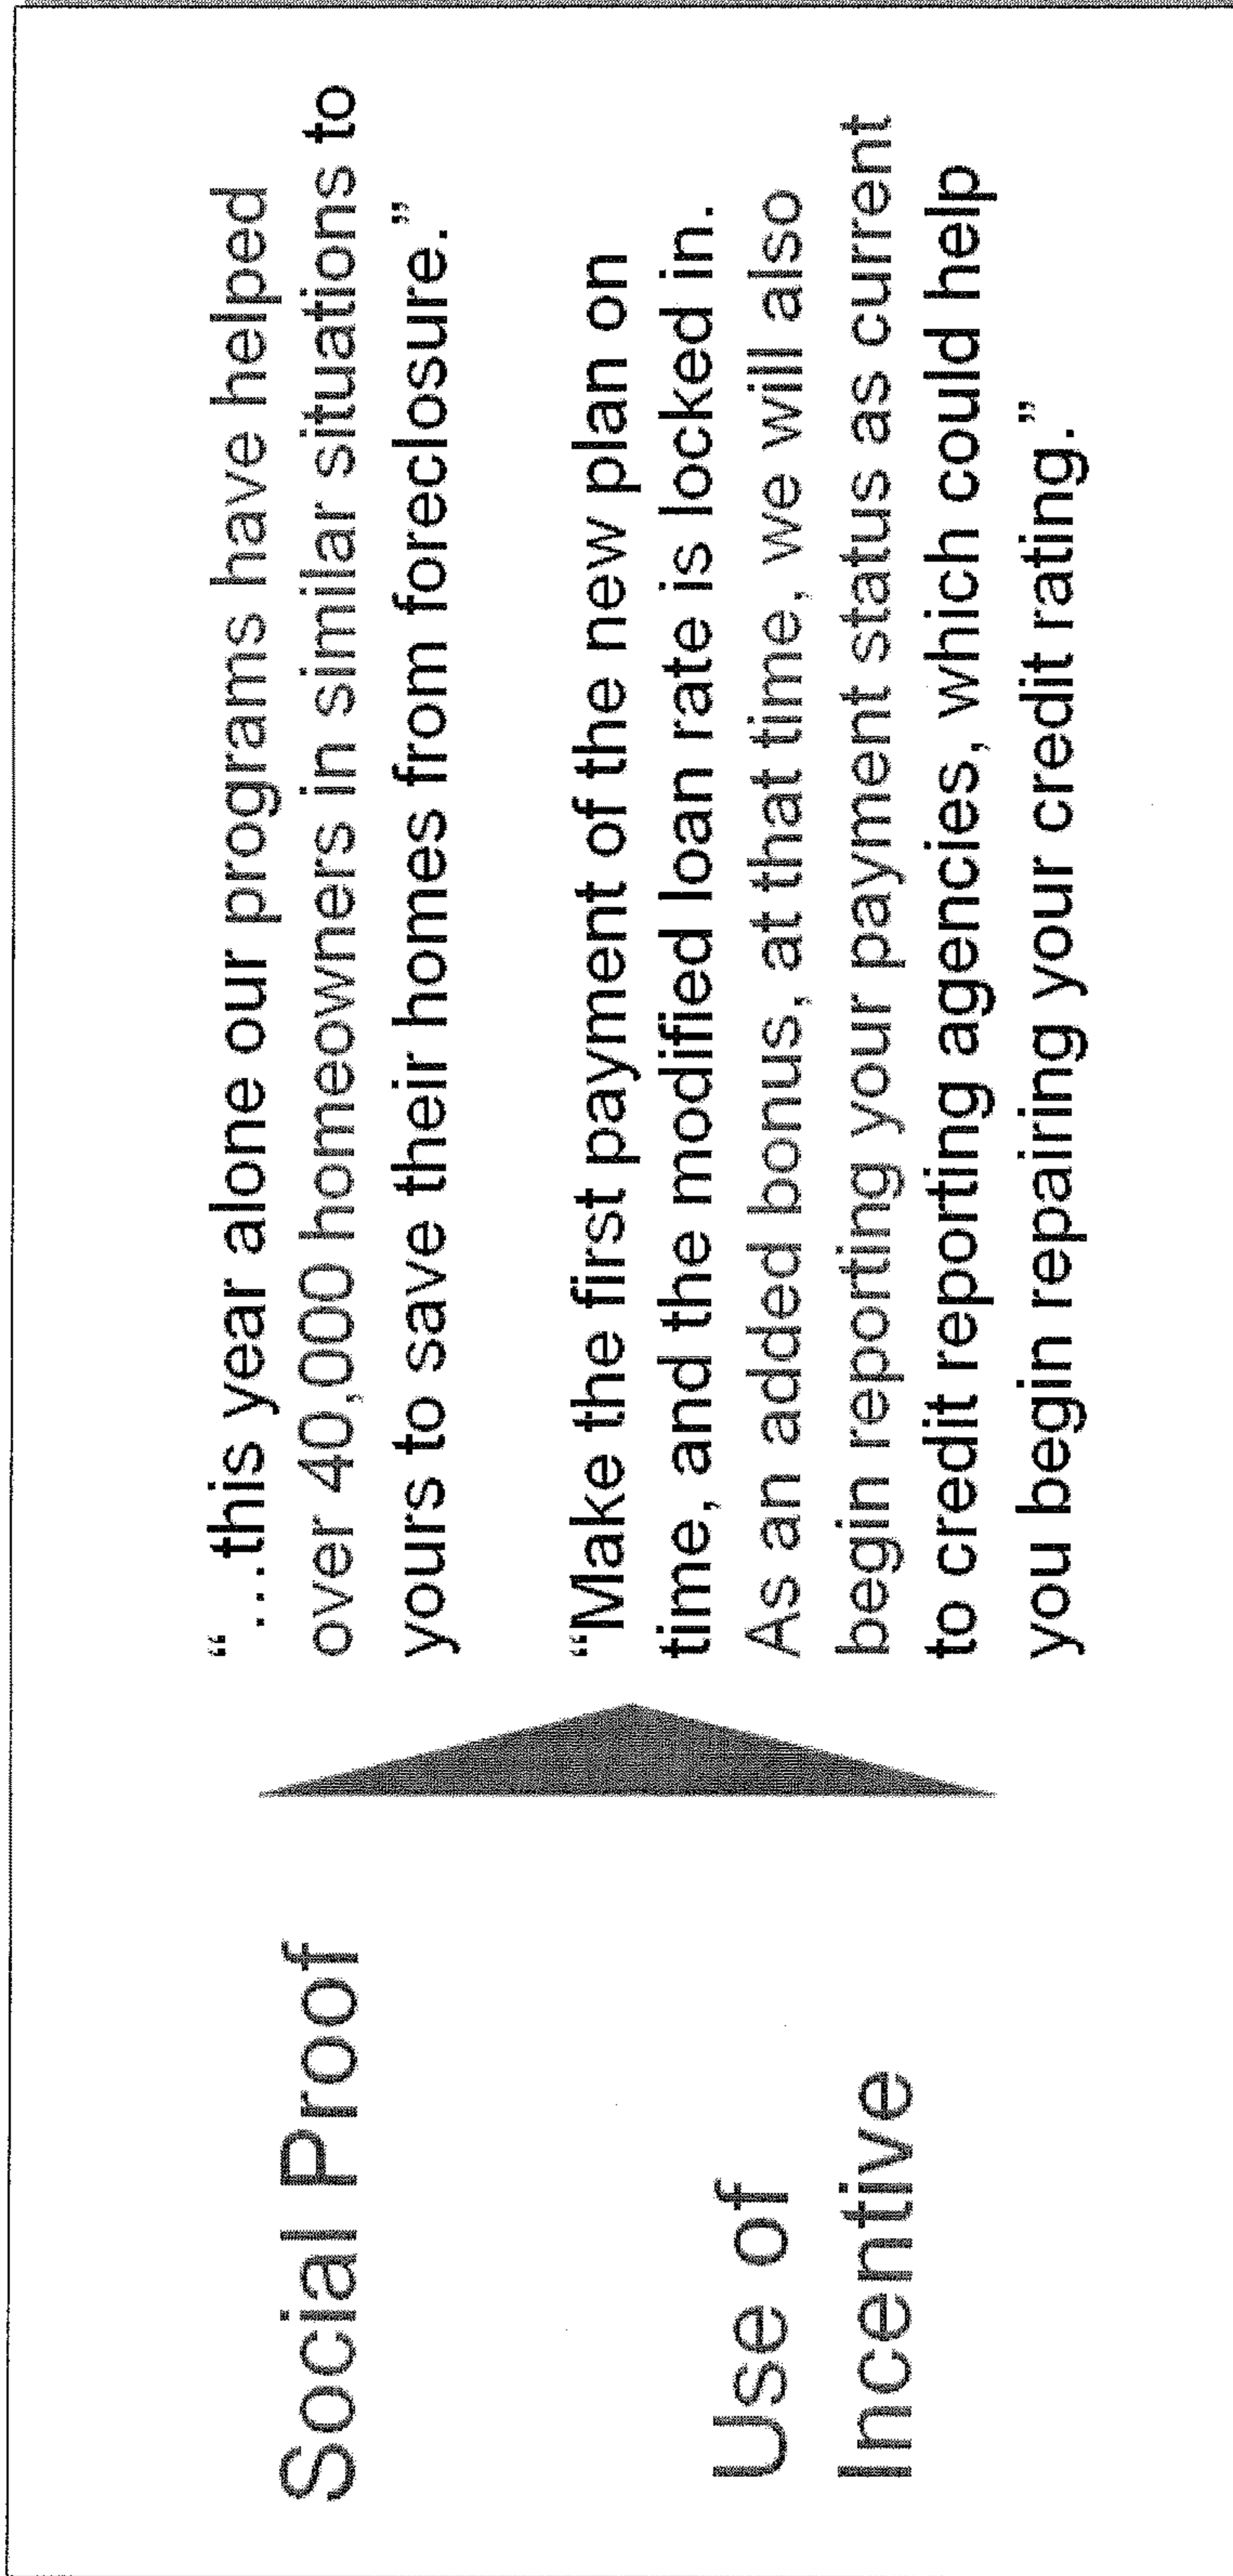 Social Proof
“…this year alone our programs have helped
over 40,000 homeowners in similar situations to
yours to save their homes from foreclosure.”
Use of
Incentive
“Make the first payment of the new plan on
time, and the modified loan rate is locked in.
As an added bonus, at that time, we will also
begin reporting your payment status as current
to credit reporting agencies, which could help
you begin repairing your credit rating.”